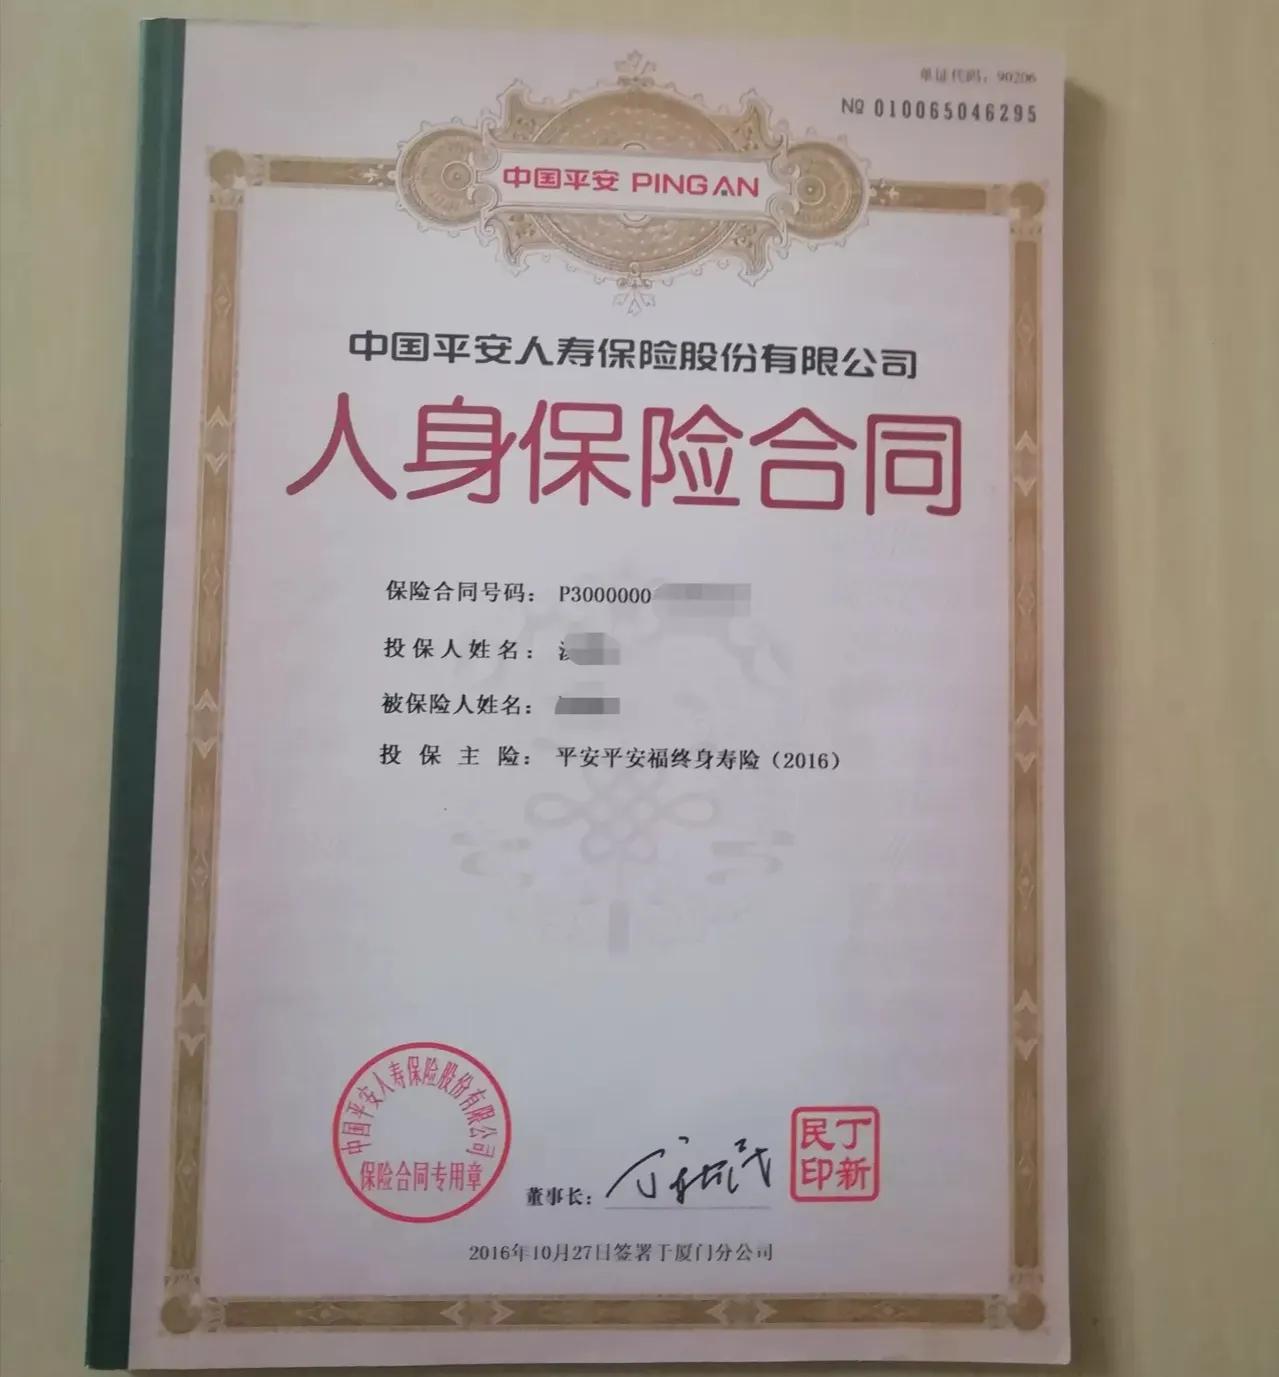 单证代码：90206
№ 010065046295
中国平安 PINGAN
中国平安人寿保险股份有限公司
人身保险合同
保险合同号码： P3000000
投保人姓名：
被保险人姓名：
投保主险： 平安平安福终身寿险（2016）
中国平安人寿保险股份有限公司
保险合同专用章
董事长：
丁新民印
2016年10月27日签署于厦门分公司